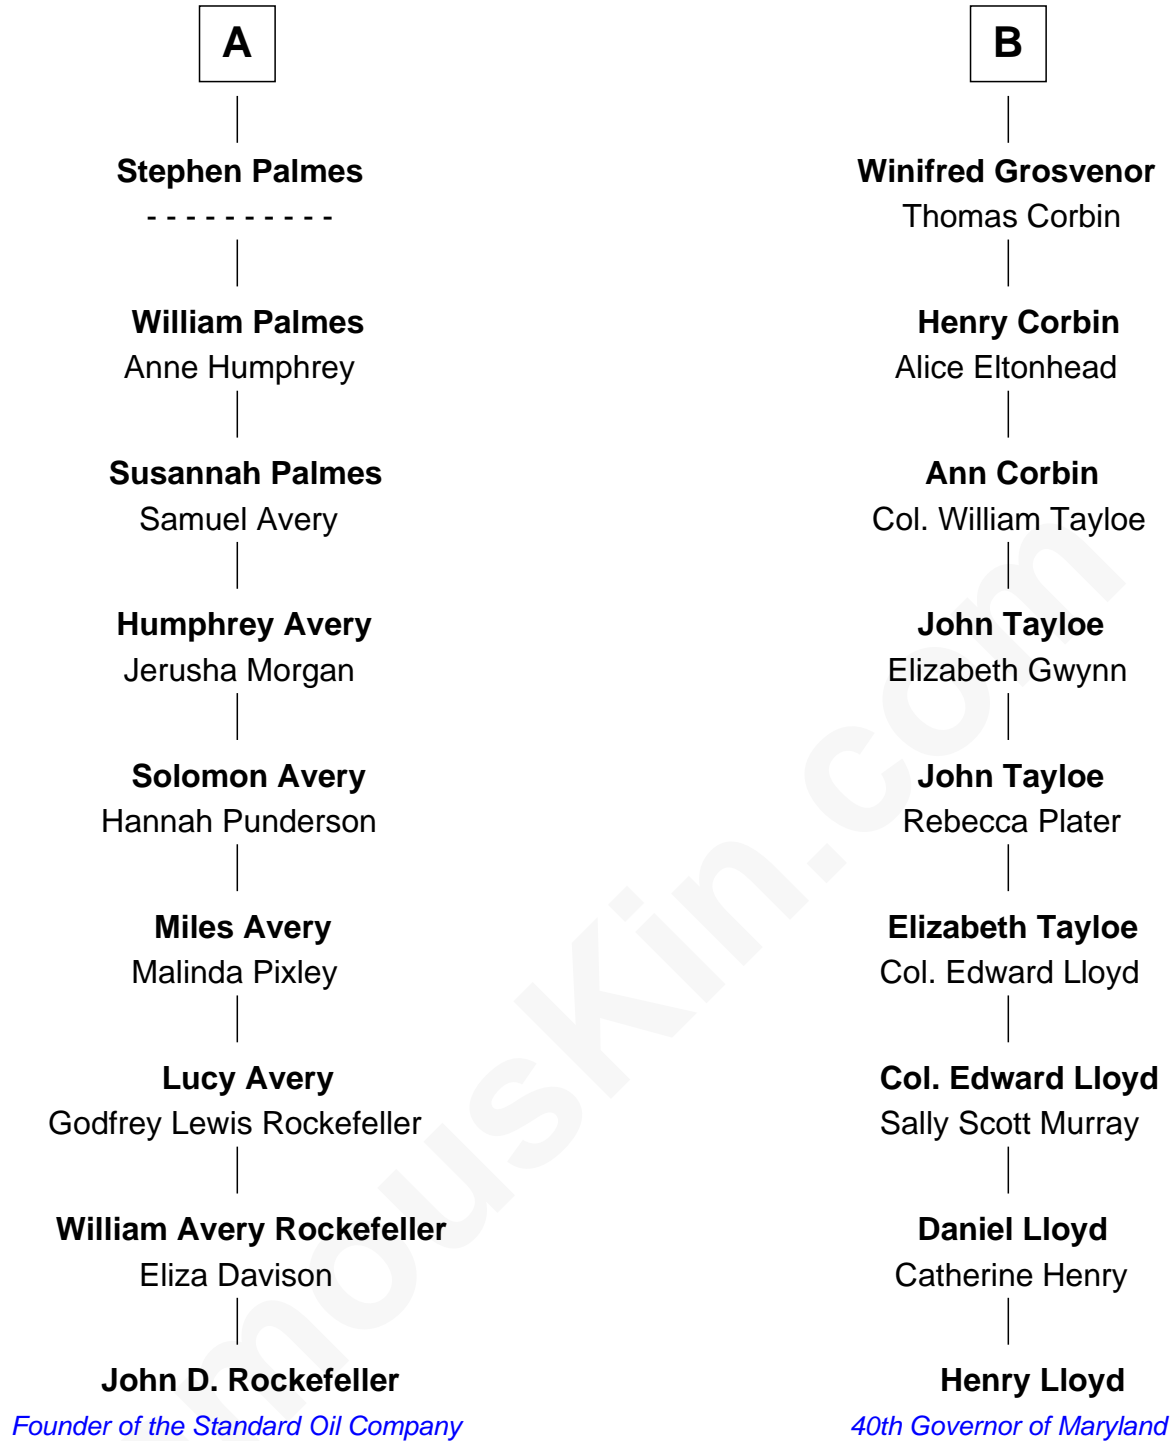 A
Stephen Palmes
- - - - - - - - - -
William Palmes
Anne Humphrey
Susannah Palmes
Samuel Avery
Humphrey Avery
Jerusha Morgan
Solomon Avery
Hannah Punderson
Miles Avery
Malinda Pixley
Lucy Avery
Godfrey Lewis Rockefeller
William Avery Rockefeller
Eliza Davison
John D. Rockefeller
Founder of the Standard Oil Company
B
Winifred Grosvenor
Thomas Corbin
Henry Corbin
Alice Eltonhead
Ann Corbin
Col. William Tayloe
John Tayloe
Elizabeth Gwynn
John Tayloe
Rebecca Plater
Elizabeth Tayloe
Col. Edward Lloyd
Col. Edward Lloyd
Sally Scott Murray
Daniel Lloyd
Catherine Henry
Henry Lloyd
40th Governor of Maryland
mousKin.com